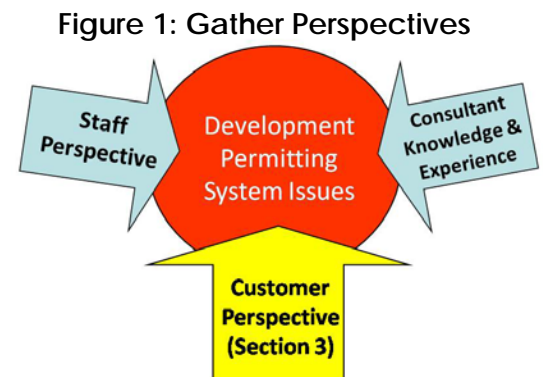 Figure 1: Gather Perspectives
Staff
Perspective
Development
Permitting
System Issues
Consultant
Knowledge &
Experience
Customer
Perspective
(Section 3)